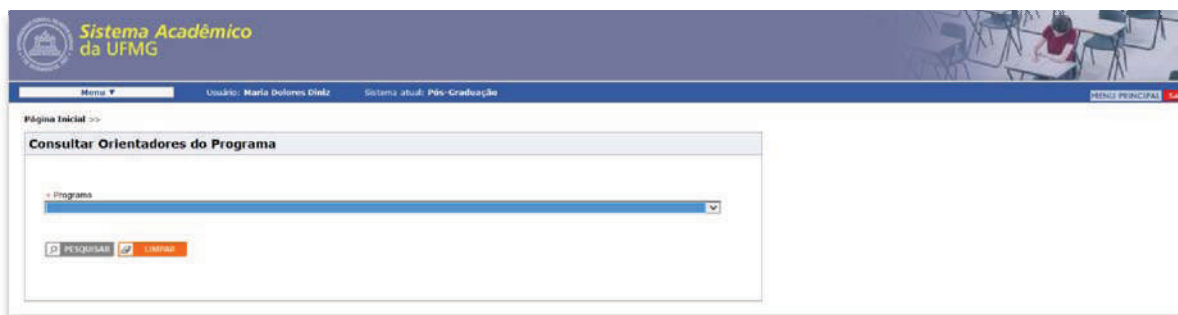 Sistema Acadêmico
da UFMG
Menu ▼ Usuário: Maria Dolores Diniz Sistema atual: Pós-Graduação MENU PRINCIPAL
Página Inicial >>
Consultar Orientadores do Programa
* Programa
PESQUISAR LIMPAR